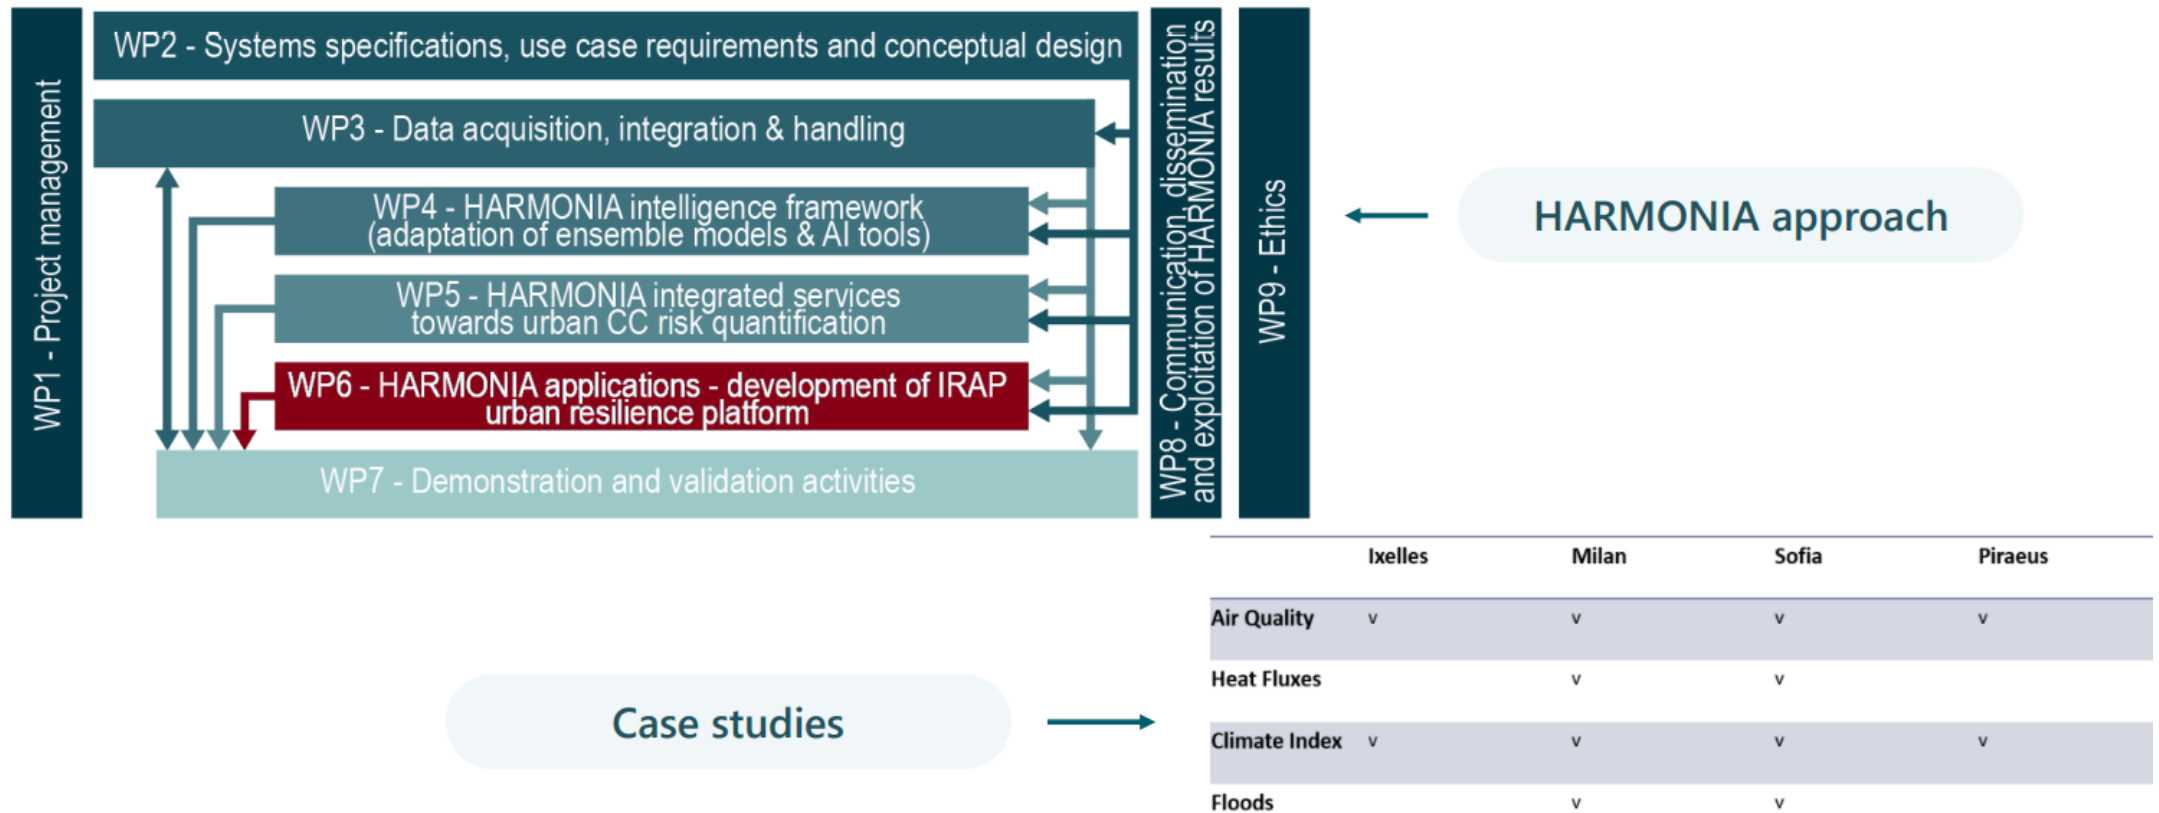 WP1 - Project management
WP2 - Systems specifications, use case requirements and conceptual design
WP3 - Data acquisition, integration & handling
WP4 - HARMONIA intelligence framework
(adaptation of ensemble models & AI tools)
WP5 - HARMONIA integrated services
towards urban CC risk quantification
WP6 - HARMONIA applications - development of IRAP
urban resilience platform
WP7 - Demonstration and validation activities
WP8 - Communication, dissemination
and exploitation of HARMONIA results
WP9 - Ethics
HARMONIA approach
Case studies
Ixelles Milan Sofia Piraeus
Air Quality v v v v
Heat Fluxes v v
Climate Index v v v v
Floods v v